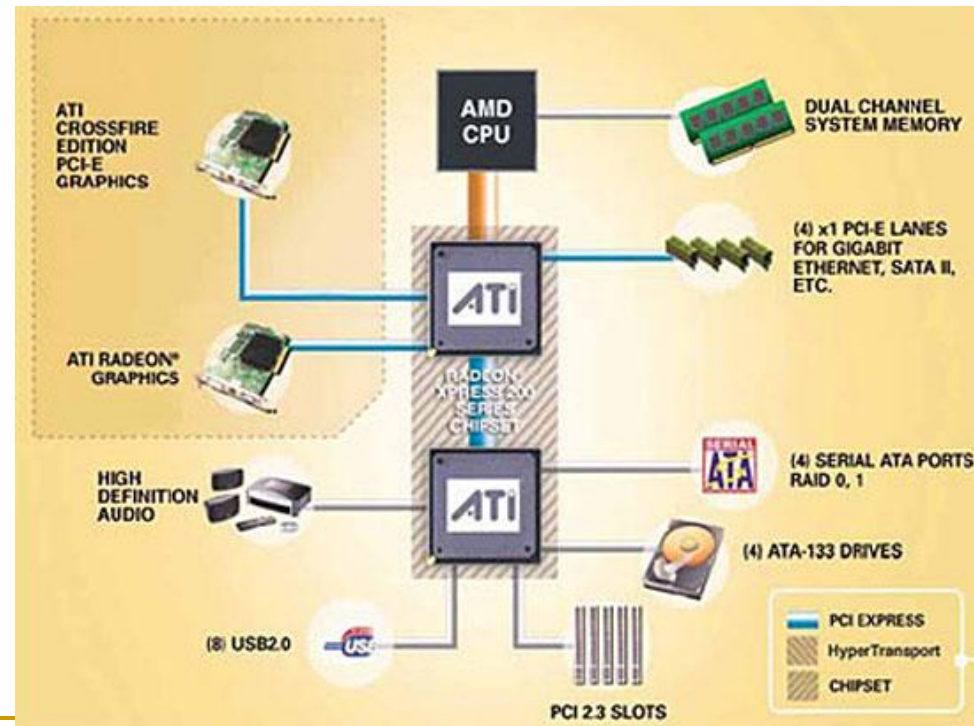 ATI
CROSSFIRE
EDITION
PCI-E
GRAPHICS
AMD
CPU
DUAL CHANNEL
SYSTEM MEMORY
(4) x1 PCI-E LANES
FOR GIGABIT
ETHERNET, SATA II,
ETC.
ATi
ATI RADEON®
GRAPHICS
RADEON
XPRESS 200
SERIES
CHIPSET
HIGH
DEFINITION
AUDIO
ATi
SERIAL
ATA
(4) SERIAL ATA PORTS
RAID 0, 1
(4) ATA-133 DRIVES
(8) USB2.0
USB
PCI 2.3 SLOTS
PCI EXPRESS
HyperTransport
CHIPSET